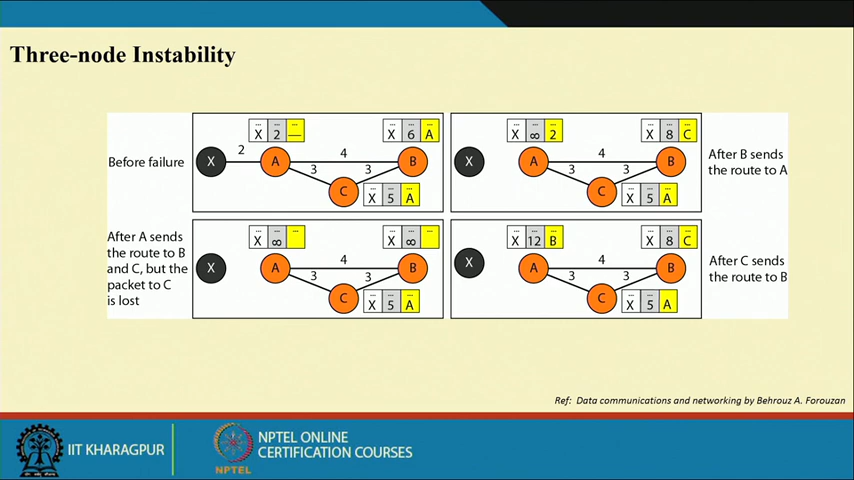 Three-node Instability
Before failure
X 2 A 4 B 3 3 C
... ... ...
X 2 —
... ... ...
X 6 A
... ... ...
X 5 A
X A 4 B 3 3 C
... ... ...
X ∞ 2
... ... ...
X 8 C
... ... ...
X 5 A
After B sends
the route to A
After A sends
the route to B
and C, but the
packet to C
is lost
X A 4 B 3 3 C
... ... ...
X ∞
... ... ...
X ∞
... ... ...
X 5 A
X A 4 B 3 3 C
... ... ...
X 12 B
... ... ...
X 8 C
... ... ...
X 5 A
After C sends
the route to B
Ref: Data communications and networking by Behrouz A. Forouzan
IIT KHARAGPUR
NPTEL
NPTEL ONLINE
CERTIFICATION COURSES